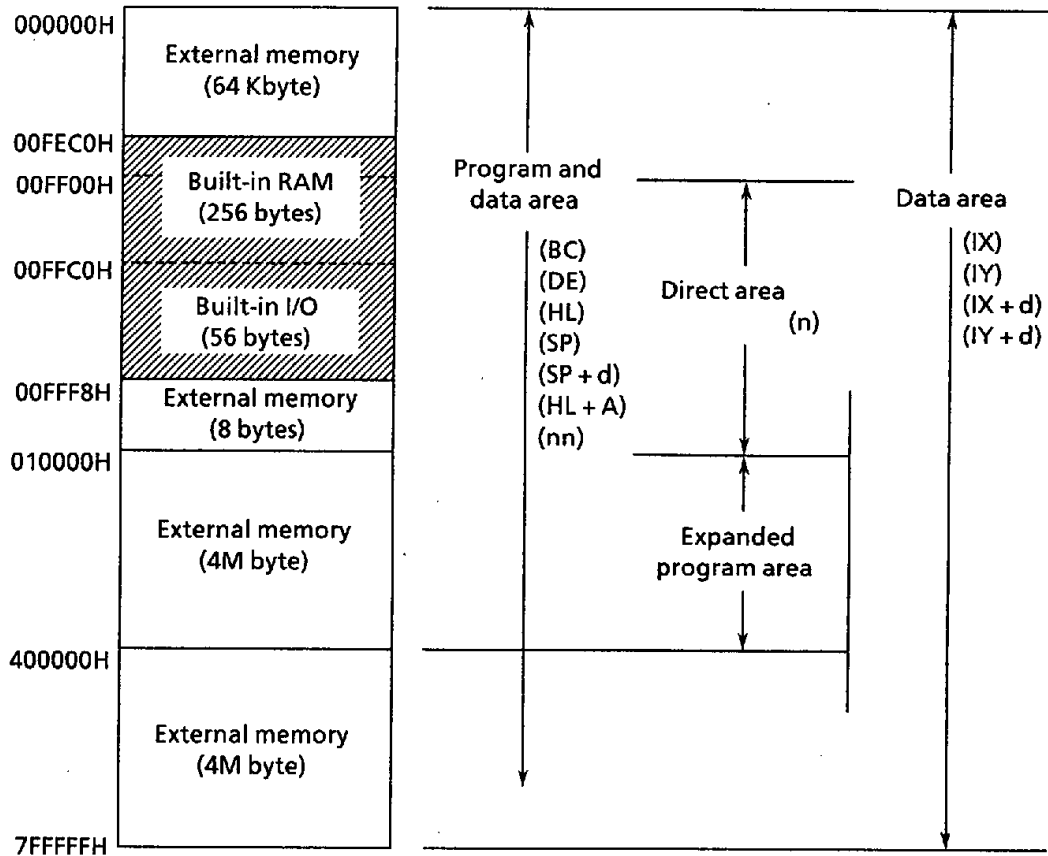 000000H
External memory
(64 Kbyte)
00FEC0H
Built-in RAM
(256 bytes)
00FF00H
00FFC0H
Built-in I/O
(56 bytes)
00FFF8H
External memory
(8 bytes)
010000H
External memory
(4M byte)
400000H
External memory
(4M byte)
7FFFFFH
Program and
data area
(BC)
(DE)
(HL)
(SP)
(SP + d)
(HL + A)
(nn)
Direct area
(n)
Expanded
program area
Data area
(IX)
(IY)
(IX + d)
(IY + d)